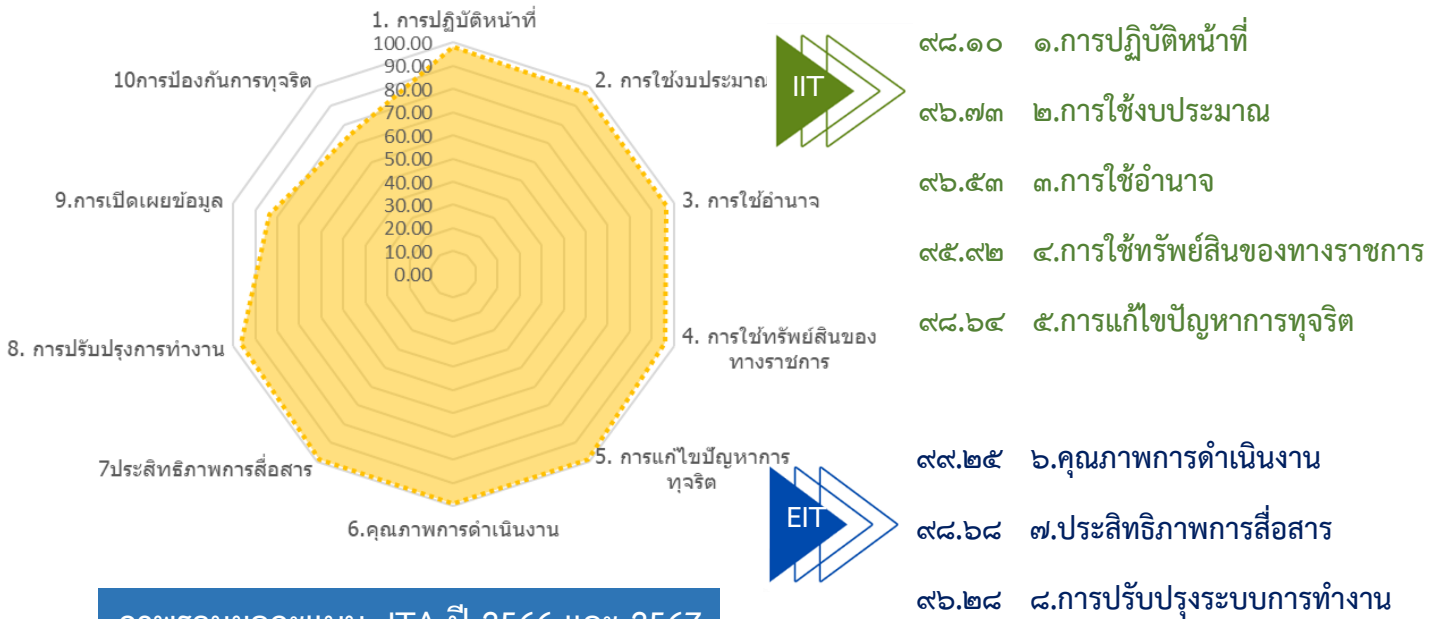 1. การปฏิบัติหน้าที่
100.00
90.00
80.00
70.00
60.00
50.00
40.00
30.00
20.00
10.00
0.00
2. การใช้งบประมาณ
3. การใช้อำนาจ
4. การใช้ทรัพย์สินของ
ทางราชการ
5. การแก้ไขปัญหาการ
ทุจริต
6.คุณภาพการดำเนินงาน
7ประสิทธิภาพการสื่อสาร
8. การปรับปรุงการทำงาน
9.การเปิดเผยข้อมูล
10การป้องกันการทุจริต
IIT
๙๘.๑๐ ๑.การปฏิบัติหน้าที่
๙๖.๗๓ ๒.การใช้งบประมาณ
๙๖.๕๓ ๓.การใช้อำนาจ
๙๕.๙๒ ๔.การใช้ทรัพย์สินของทางราชการ
๙๘.๖๔ ๕.การแก้ไขปัญหาการทุจริต
EIT
๙๙.๒๕ ๖.คุณภาพการดำเนินงาน
๙๘.๖๘ ๗.ประสิทธิภาพการสื่อสาร
๙๖.๒๘ ๘.การปรับปรุงระบบการทำงาน
ITA ปี 2566 และ 2567